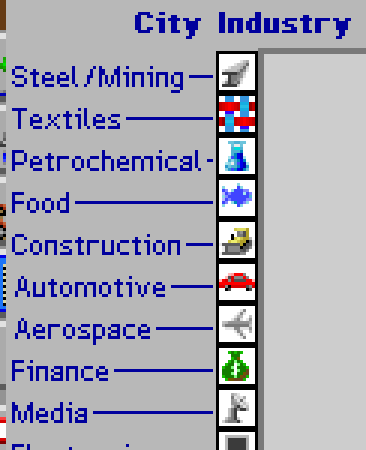 City Industry
Steel/Mining
Textiles
Petrochemical
Food
Construction
Automotive
Aerospace
Finance
Media